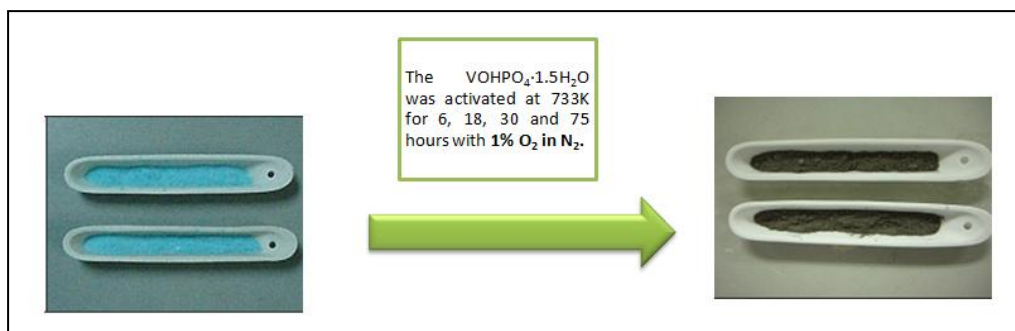 The VOHPO₄·1.5H₂O
was activated at 733K
for 6, 18, 30 and 75
hours with 1% O₂ in N₂.